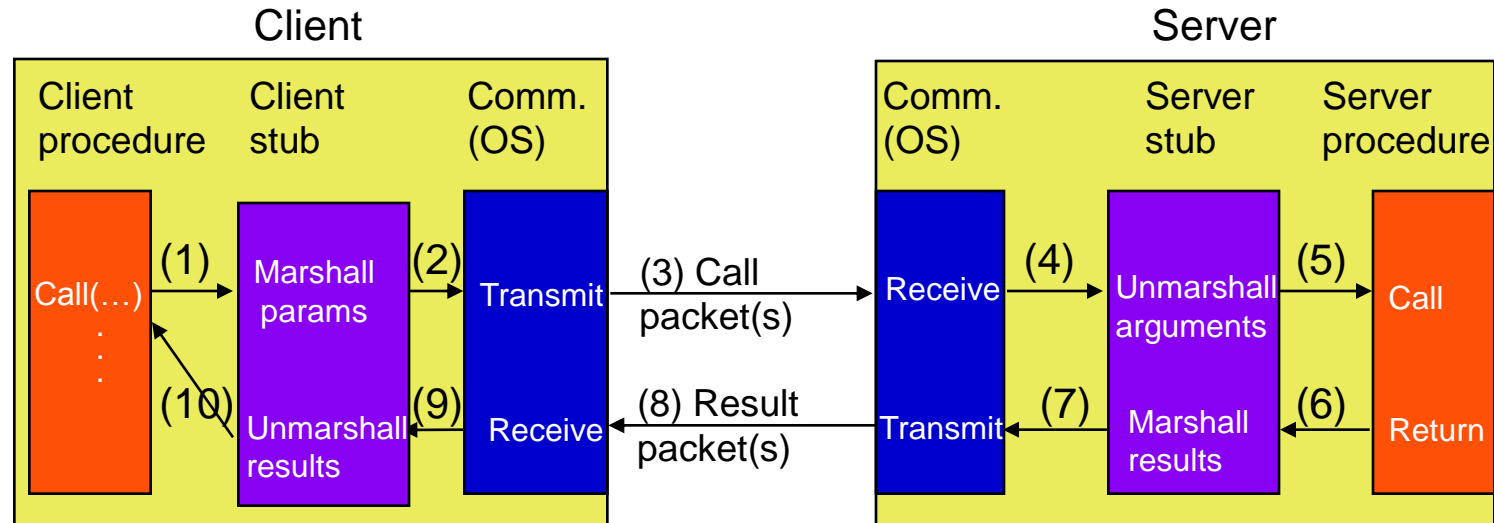 Client
Server
Client
procedure
Client
stub
Comm.
(OS)
Comm.
(OS)
Server
stub
Server
procedure
Call(…)
.
.
.
(1)
Marshall
params
(2)
Transmit
(3) Call
packet(s)
Receive
(4)
Unmarshall
arguments
(5)
Call
(10)
Unmarshall
results
(9)
Receive
(8) Result
packet(s)
Transmit
(7)
Marshall
results
(6)
Return